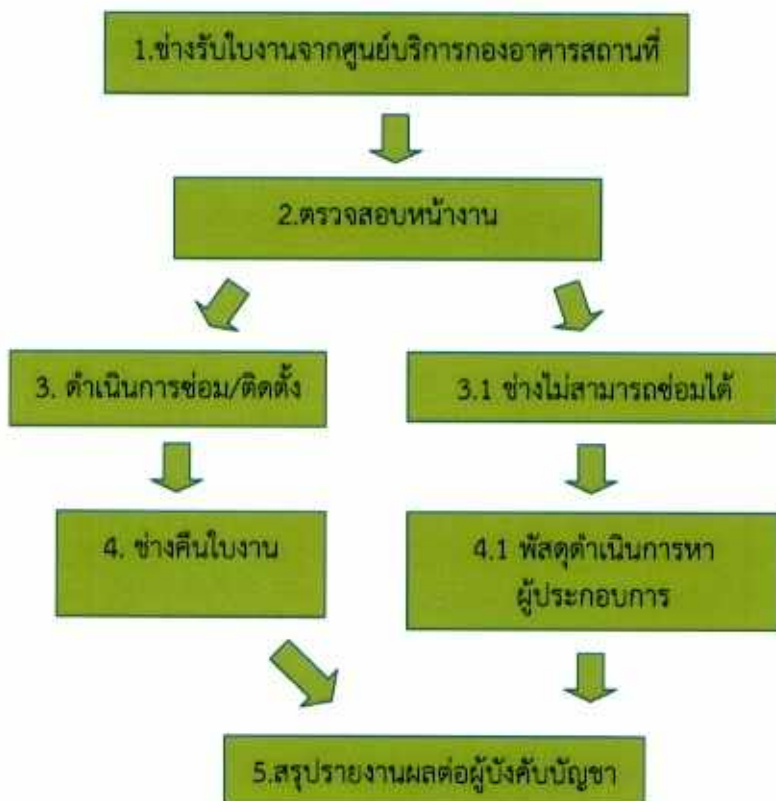 1.ช่างรับใบงานจากศูนย์บริการกองอาคารสถานที่
2.ตรวจสอบหน้างาน
3. ดำเนินการซ่อม/ติดตั้ง
3.1 ช่างไม่สามารถซ่อมได้
4. ช่างคืนใบงาน
4.1 พัสดุดำเนินการหา
ผู้ประกอบการ
5.สรุปรายงานผลต่อผู้บังคับบัญชา